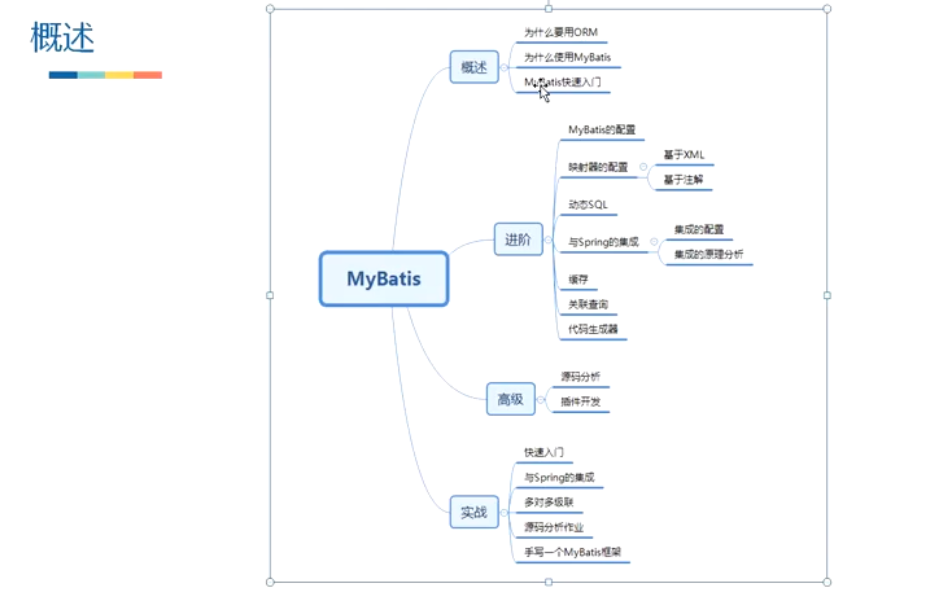 概述
概述
为什么要用ORM
为什么使用MyBatis
MyBatis快速入门
MyBatis
进阶
MyBatis的配置
映射器的配置
基于XML
基于注解
动态SQL
与Spring的集成
集成的配置
集成的原理分析
缓存
关联查询
代码生成器
高级
源码分析
插件开发
实战
快速入门
与Spring的集成
多对多级联
源码分析作业
手写一个MyBatis框架